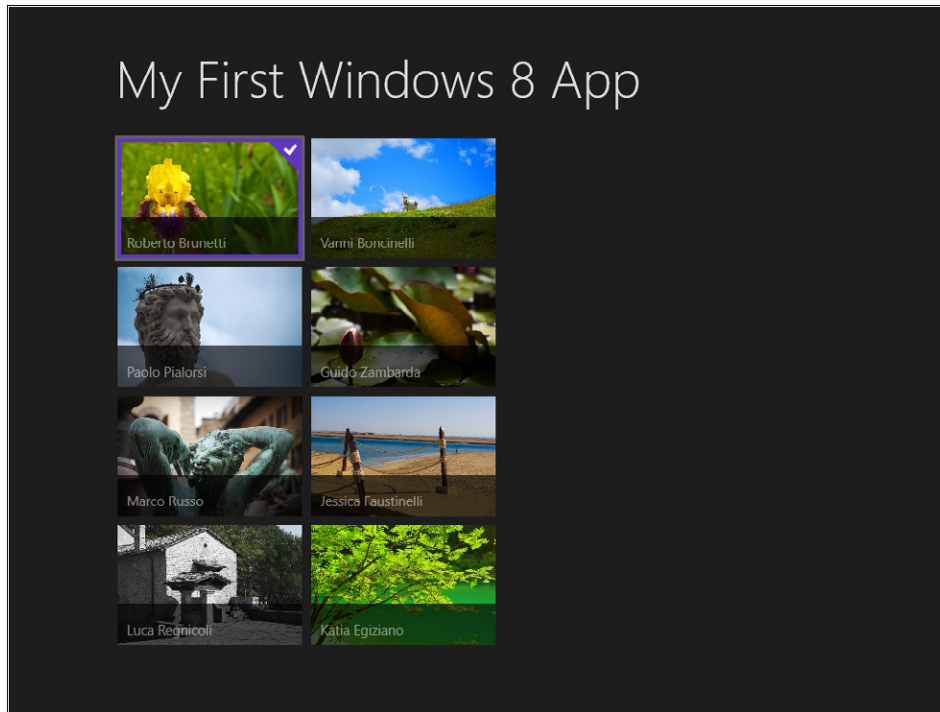 My First Windows 8 App
Roberto Brunetti
Vanni Boncinelli
Paolo Pialorsi
Guido Zambarda
Marco Russo
Jessica Faustinelli
Luca Regnicoli
Katia Egiziano